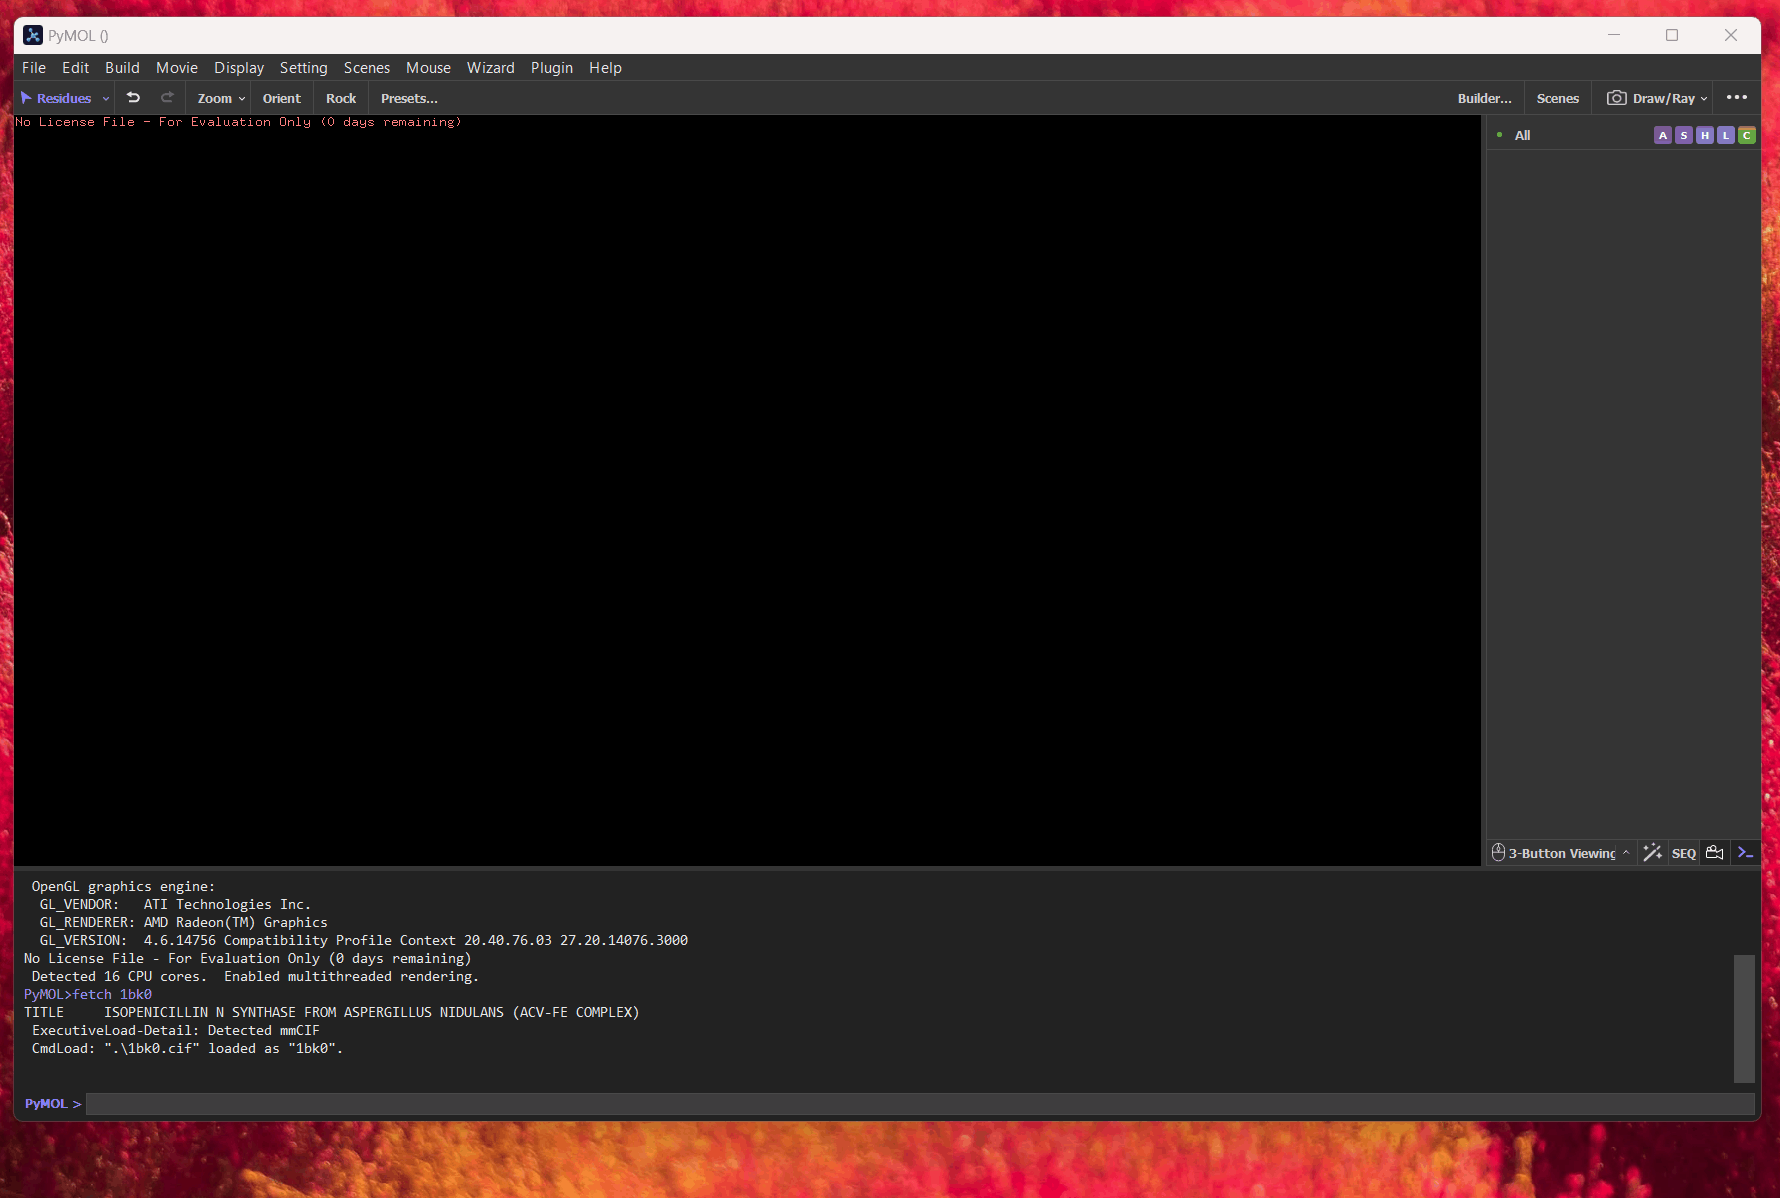 PyMOL ()
File Edit Build Movie Display Setting Scenes Mouse Wizard Plugin Help
Residues Zoom Orient Rock Presets... Builder... Scenes Draw/Ray
No License File - For Evaluation Only (0 days remaining)
All A S H L C
3-Button Viewing SEQ
OpenGL graphics engine:
GL_VENDOR: ATI Technologies Inc.
GL_RENDERER: AMD Radeon(TM) Graphics
GL_VERSION: 4.6.14756 Compatibility Profile Context 20.40.76.03 27.20.14076.3000
No License File - For Evaluation Only (0 days remaining)
Detected 16 CPU cores. Enabled multithreaded rendering.
PyMOL>fetch 1bk0
TITLE ISOPENICILLIN N SYNTHASE FROM ASPERGILLUS NIDULANS (ACV-FE COMPLEX)
ExecutiveLoad-Detail: Detected mmCIF
CmdLoad: ".\1bk0.cif" loaded as "1bk0".
PyMOL >